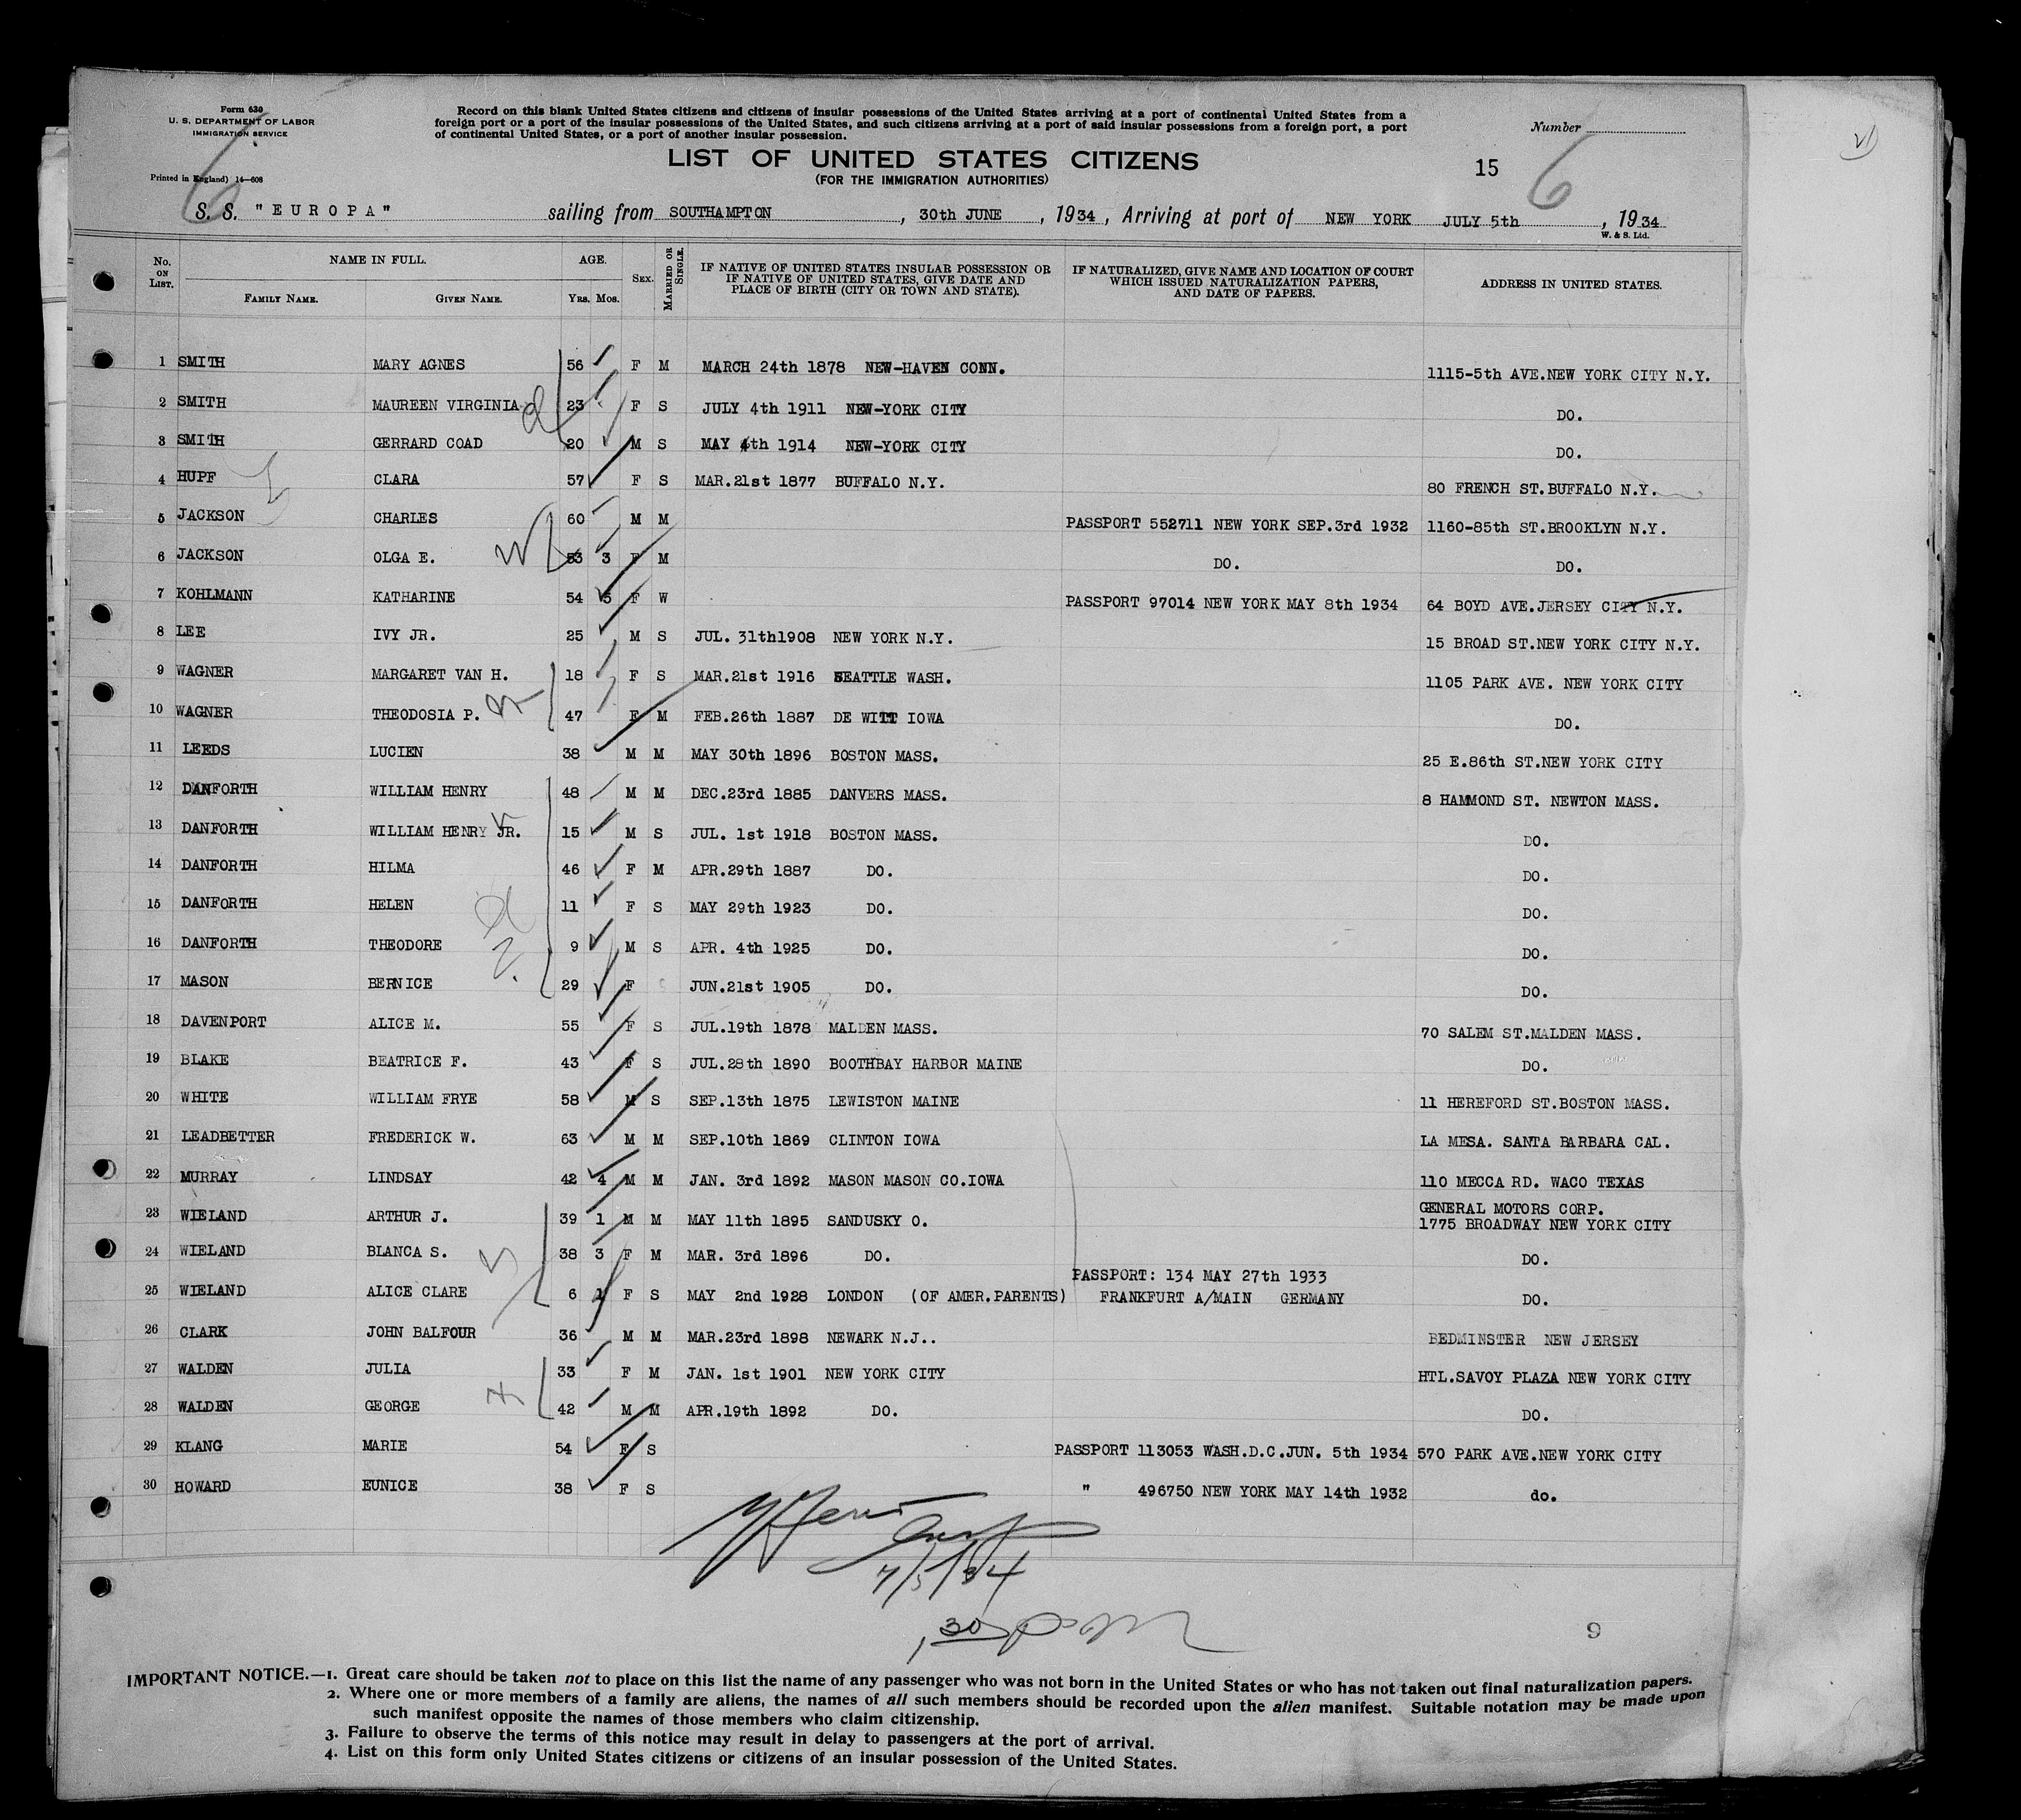 Form 630
U. S. DEPARTMENT OF LABOR
IMMIGRATION SERVICE
Printed in England) 14—608
Record on this blank United States citizens and citizens of insular possessions of the United States arriving at a port of continental United States from a
foreign port or a port of the insular possessions of the United States, and such citizens arriving at a port of said insular possessions from a foreign port, a port
of continental United States, or a port of another insular possession.
Number
LIST OF UNITED STATES CITIZENS
(FOR THE IMMIGRATION AUTHORITIES)
15 6
6
S. S. "EUROPA" sailing from SOUTHAMPTON, 30th JUNE, 1934, Arriving at port of NEW YORK JULY 5th, 1934
W. & S. Ltd.
No. ON LIST. NAME IN FULL. FAMILY NAME. GIVEN NAME. AGE. YRS. MOS. SEX. MARRIED OR SINGLE. IF NATIVE OF UNITED STATES INSULAR POSSESSION OR IF NATIVE OF UNITED STATES, GIVE DATE AND PLACE OF BIRTH (CITY OR TOWN AND STATE). IF NATURALIZED, GIVE NAME AND LOCATION OF COURT WHICH ISSUED NATURALIZATION PAPERS, AND DATE OF PAPERS. ADDRESS IN UNITED STATES.
1 SMITH MARY AGNES 56 F M MARCH 24th 1878 NEW-HAVEN CONN. 1115-5th AVE.NEW YORK CITY N.Y.
2 SMITH MAUREEN VIRGINIA 23 F S JULY 4th 1911 NEW-YORK CITY DO.
3 SMITH GERRARD COAD 20 M S MAY 4th 1914 NEW-YORK CITY DO.
4 HUPF CLARA 57 F S MAR.21st 1877 BUFFALO N.Y. 80 FRENCH ST.BUFFALO N.Y.
5 JACKSON CHARLES 60 M M PASSPORT 552711 NEW YORK SEP.3rd 1932 1160-85th ST.BROOKLYN N.Y.
6 JACKSON OLGA E. 53 3 F M DO. DO.
7 KOHLMANN KATHARINE 54 5 F W PASSPORT 97014 NEW YORK MAY 8th 1934 64 BOYD AVE.JERSEY CITY N.Y.
8 LEE IVY JR. 25 M S JUL. 31th1908 NEW YORK N.Y. 15 BROAD ST.NEW YORK CITY N.Y.
9 WAGNER MARGARET VAN H. 18 F S MAR.21st 1916 SEATTLE WASH. 1105 PARK AVE. NEW YORK CITY
10 WAGNER THEODOSIA P. 47 F M FEB.26th 1887 DE WITT IOWA DO.
11 LEEDS LUCIEN 38 M M MAY 30th 1896 BOSTON MASS. 25 E.86th ST.NEW YORK CITY
12 DANFORTH WILLIAM HENRY 48 M M DEC.23rd 1885 DANVERS MASS. 8 HAMMOND ST. NEWTON MASS.
13 DANFORTH WILLIAM HENRY JR. 15 M S JUL. 1st 1918 BOSTON MASS. DO.
14 DANFORTH HILMA 46 F M APR.29th 1887 DO. DO.
15 DANFORTH HELEN 11 F S MAY 29th 1923 DO. DO.
16 DANFORTH THEODORE 9 M S APR. 4th 1925 DO. DO.
17 MASON BERNICE 29 F S JUN.21st 1905 DO. DO.
18 DAVENPORT ALICE M. 55 F S JUL.19th 1878 MALDEN MASS. 70 SALEM ST.MALDEN MASS.
19 BLAKE BEATRICE F. 43 F S JUL.28th 1890 BOOTHBAY HARBOR MAINE DO.
20 WHITE WILLIAM FRYE 58 M S SEP.13th 1875 LEWISTON MAINE 11 HEREFORD ST.BOSTON MASS.
21 LEADBETTER FREDERICK W. 63 M M SEP.10th 1869 CLINTON IOWA LA MESA. SANTA BARBARA CAL.
22 MURRAY LINDSAY 42 4 M M JAN. 3rd 1892 MASON MASON CO.IOWA 110 MECCA RD. WACO TEXAS
23 WIELAND ARTHUR J. 39 1 M M MAY 11th 1895 SANDUSKY O. GENERAL MOTORS CORP. 1775 BROADWAY NEW YORK CITY
24 WIELAND BLANCA S. 38 3 F M MAR. 3rd 1896 DO. DO.
25 WIELAND ALICE CLARE 6 1 F S MAY 2nd 1928 LONDON (OF AMER.PARENTS) PASSPORT: 134 MAY 27th 1933 FRANKFURT A/MAIN GERMANY DO.
26 CLARK JOHN BALFOUR 36 M M MAR.23rd 1898 NEWARK N.J.. BEDMINSTER NEW JERSEY
27 WALDEN JULIA 33 F M JAN. 1st 1901 NEW YORK CITY HTL.SAVOY PLAZA NEW YORK CITY
28 WALDEN GEORGE 42 M M APR.19th 1892 DO. DO.
29 KLANG MARIE 54 F S PASSPORT 113053 WASH.D.C.JUN. 5th 1934 570 PARK AVE.NEW YORK CITY
30 HOWARD EUNICE 38 F S " 496750 NEW YORK MAY 14th 1932 do.
7/5/34
30
9
IMPORTANT NOTICE.—1. Great care should be taken not to place on this list the name of any passenger who was not born in the United States or who has not taken out final naturalization papers.
2. Where one or more members of a family are aliens, the names of all such members should be recorded upon the alien manifest. Suitable notation may be made upon
such manifest opposite the names of those members who claim citizenship.
3. Failure to observe the terms of this notice may result in delay to passengers at the port of arrival.
4. List on this form only United States citizens or citizens of an insular possession of the United States.